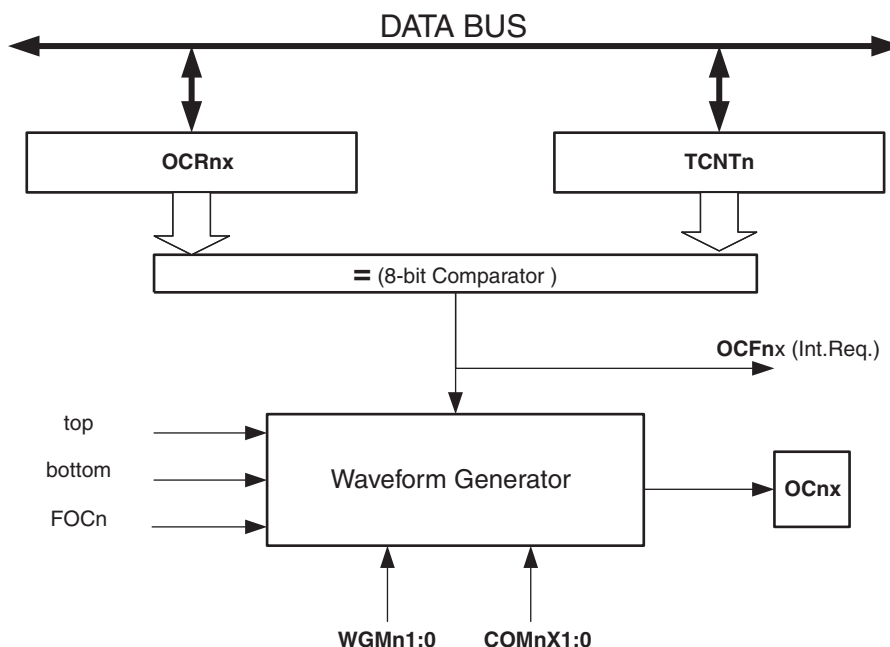 DATA BUS
OCRnx
TCNTn
= (8-bit Comparator )
OCFnx (Int.Req.)
top
bottom
FOCn
Waveform Generator
OCnx
WGMn1:0
COMnX1:0